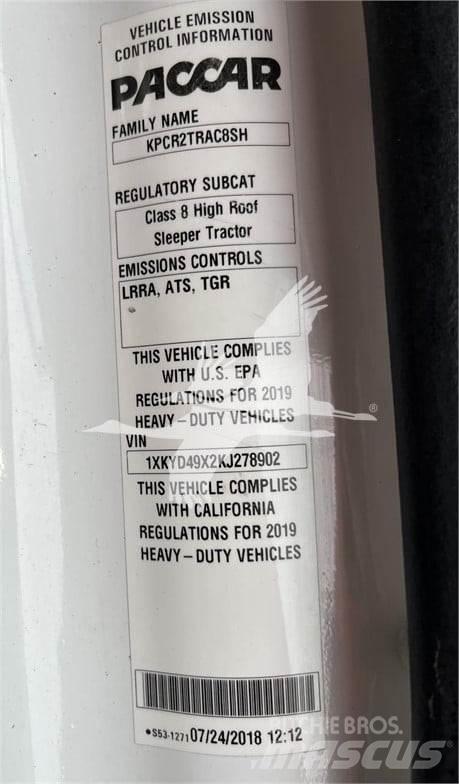 VEHICLE EMISSION
CONTROL INFORMATION
PACCAR
FAMILY NAME
KPCR2TRAC8SH
REGULATORY SUBCAT
Class 8 High Roof
Sleeper Tractor
EMISSIONS CONTROLS
LRRA, ATS, TGR
THIS VEHICLE COMPLIES
WITH U.S. EPA
REGULATIONS FOR 2019
HEAVY-DUTY VEHICLES
®
VIN
1XKYD49X2KJ278902
THIS VEHICLE COMPLIES
WITH CALIFORNIA
REGULATIONS FOR 2019
HEAVY-DUTY VEHICLES
*S53-1271 07/24/2018 12:12
RITCHIE BROS.
MASCUS